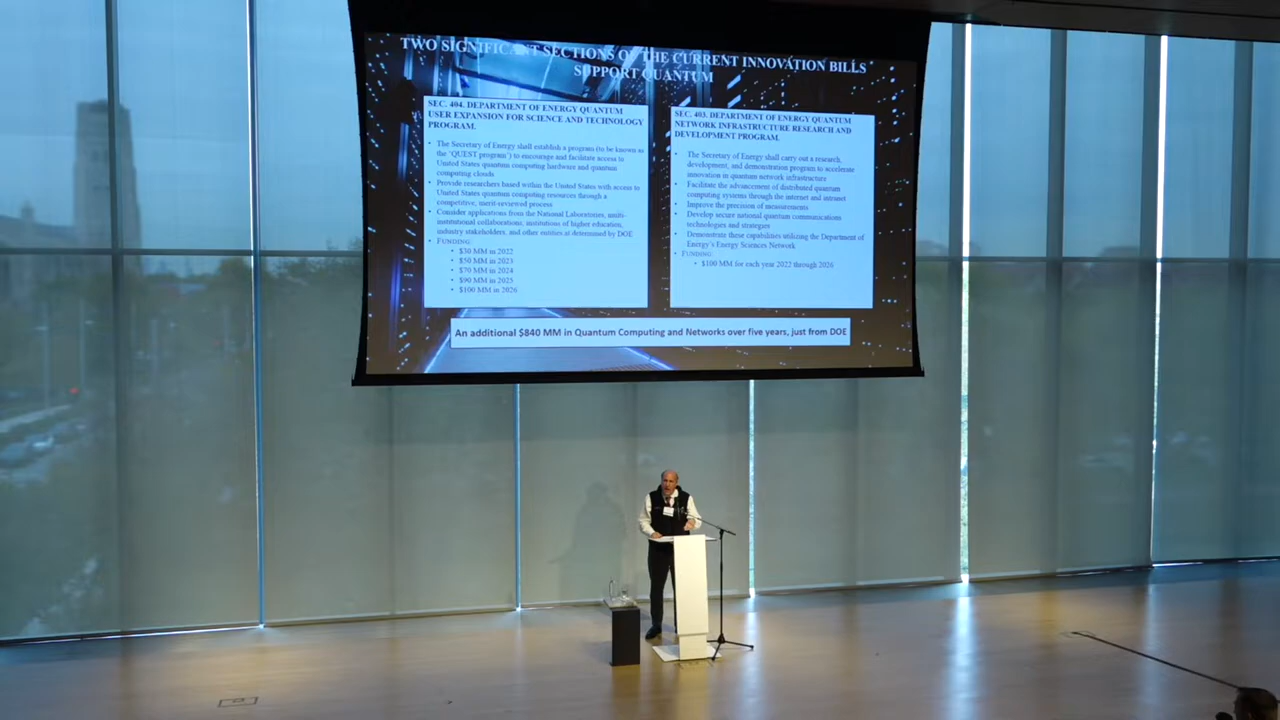 TWO SIGNIFICANT SECTIONS OF THE CURRENT INNOVATION BILLS
SUPPORT QUANTUM
SEC. 404. DEPARTMENT OF ENERGY QUANTUM
USER EXPANSION FOR SCIENCE AND TECHNOLOGY
PROGRAM.
• The Secretary of Energy shall establish a program (to be known as
the "QUEST program") to encourage and facilitate access to
United States quantum computing hardware and quantum
computing clouds
• Provide researchers based within the United States with access to
United States quantum computing resources through a
competitive, merit-reviewed process
• Consider applications from the National Laboratories, multi-
institutional collaborations, institutions of higher education,
industry stakeholders, and other entities as determined by DOE
• FUNDING:
• $30 MM in 2022
• $50 MM in 2023
• $70 MM in 2024
• $90 MM in 2025
• $100 MM in 2026
SEC. 403. DEPARTMENT OF ENERGY QUANTUM
NETWORK INFRASTRUCTURE RESEARCH AND
DEVELOPMENT PROGRAM.
• The Secretary of Energy shall carry out a research,
development, and demonstration program to accelerate
innovation in quantum network infrastructure
• Facilitate the advancement of distributed quantum
computing systems through the internet and intranet
• Improve the precision of measurements
• Develop secure national quantum communications
technologies and strategies
• Demonstrate these capabilities utilizing the Department of
Energy's Energy Sciences Network
• FUNDING:
• $100 MM for each year 2022 through 2026
An additional $840 MM in Quantum Computing and Networks over five years, just from DOE